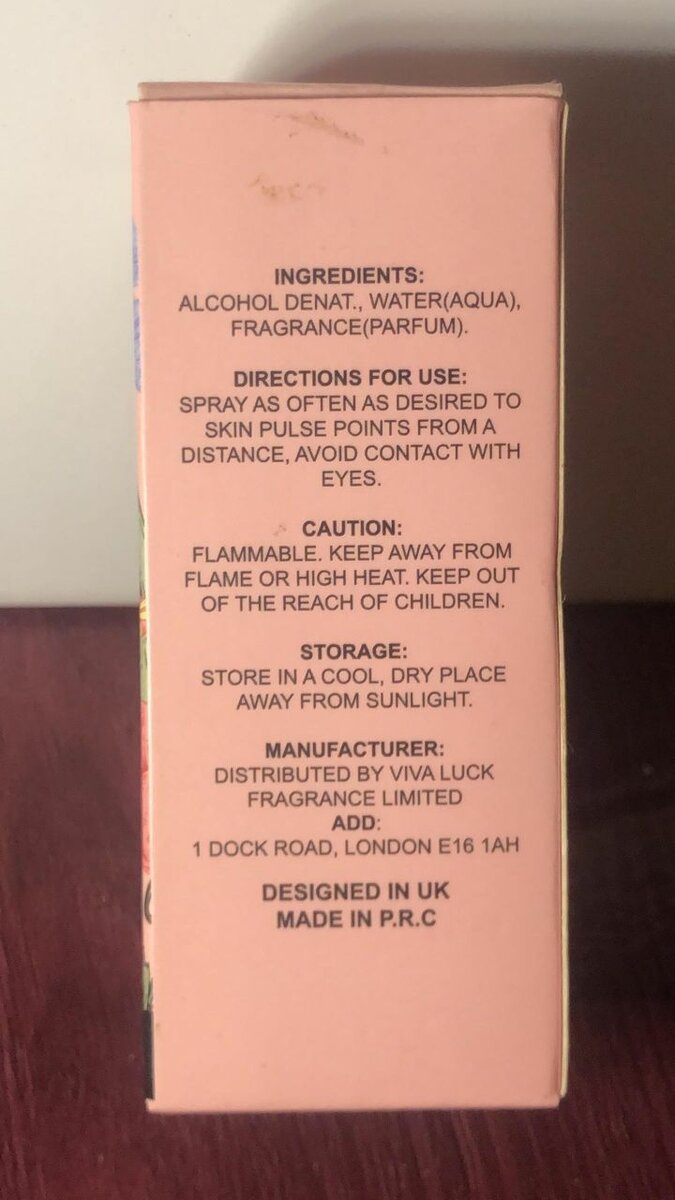 INGREDIENTS:
ALCOHOL DENAT., WATER(AQUA),
FRAGRANCE(PARFUM).
DIRECTIONS FOR USE:
SPRAY AS OFTEN AS DESIRED TO
SKIN PULSE POINTS FROM A
DISTANCE, AVOID CONTACT WITH
EYES.
CAUTION:
FLAMMABLE. KEEP AWAY FROM
FLAME OR HIGH HEAT. KEEP OUT
OF THE REACH OF CHILDREN.
STORAGE:
STORE IN A COOL, DRY PLACE
AWAY FROM SUNLIGHT.
MANUFACTURER:
DISTRIBUTED BY VIVA LUCK
FRAGRANCE LIMITED
ADD:
1 DOCK ROAD, LONDON E16 1AH
DESIGNED IN UK
MADE IN P.R.C